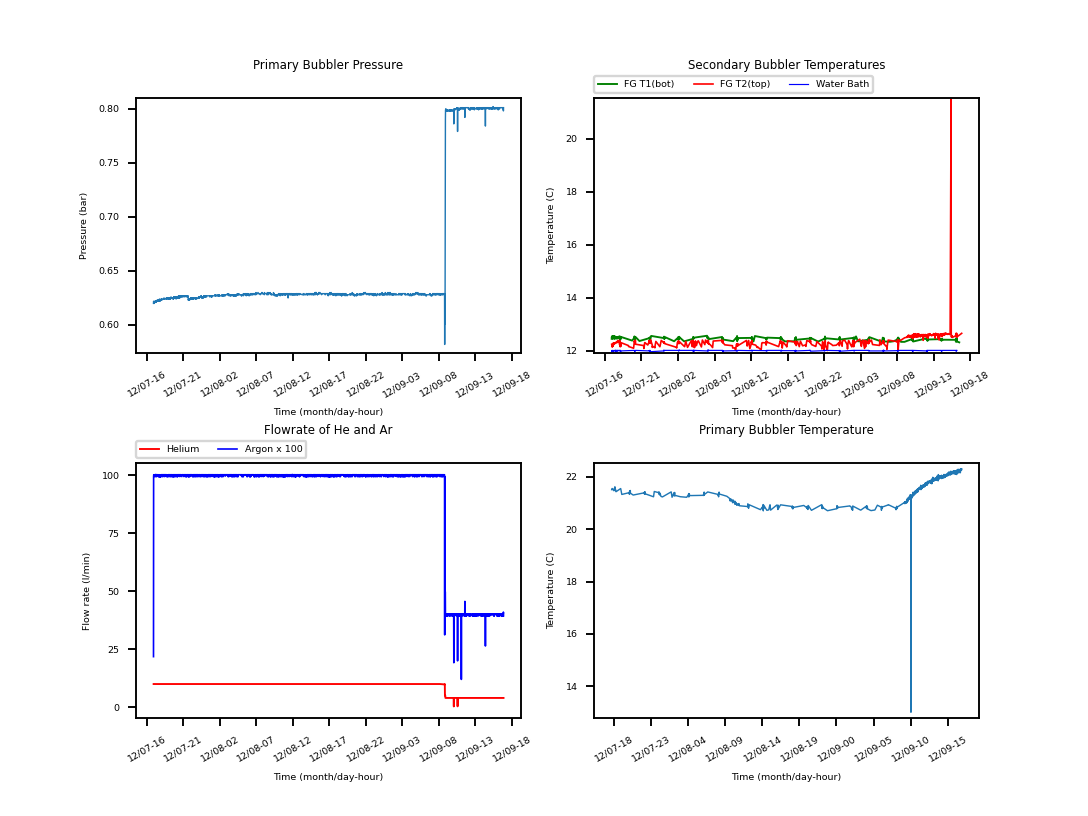 Primary Bubbler Pressure
Pressure (bar)
0.80
0.75
0.70
0.65
0.60
12/07-16 12/07-21 12/08-02 12/08-07 12/08-12 12/08-17 12/08-22 12/09-03 12/09-08 12/09-13 12/09-18
Time (month/day-hour)
Secondary Bubbler Temperatures
FG T1(bot) FG T2(top) Water Bath
Temperature (C)
20
18
16
14
12
12/07-16 12/07-21 12/08-02 12/08-07 12/08-12 12/08-17 12/08-22 12/09-03 12/09-08 12/09-13 12/09-18
Time (month/day-hour)
Flowrate of He and Ar
Helium Argon x 100
Flow rate (l/min)
100
75
50
25
0
12/07-16 12/07-21 12/08-02 12/08-07 12/08-12 12/08-17 12/08-22 12/09-03 12/09-08 12/09-13 12/09-18
Time (month/day-hour)
Primary Bubbler Temperature
Temperature (C)
22
20
18
16
14
12/07-18 12/07-23 12/08-04 12/08-09 12/08-14 12/08-19 12/09-00 12/09-05 12/09-10 12/09-15
Time (month/day-hour)